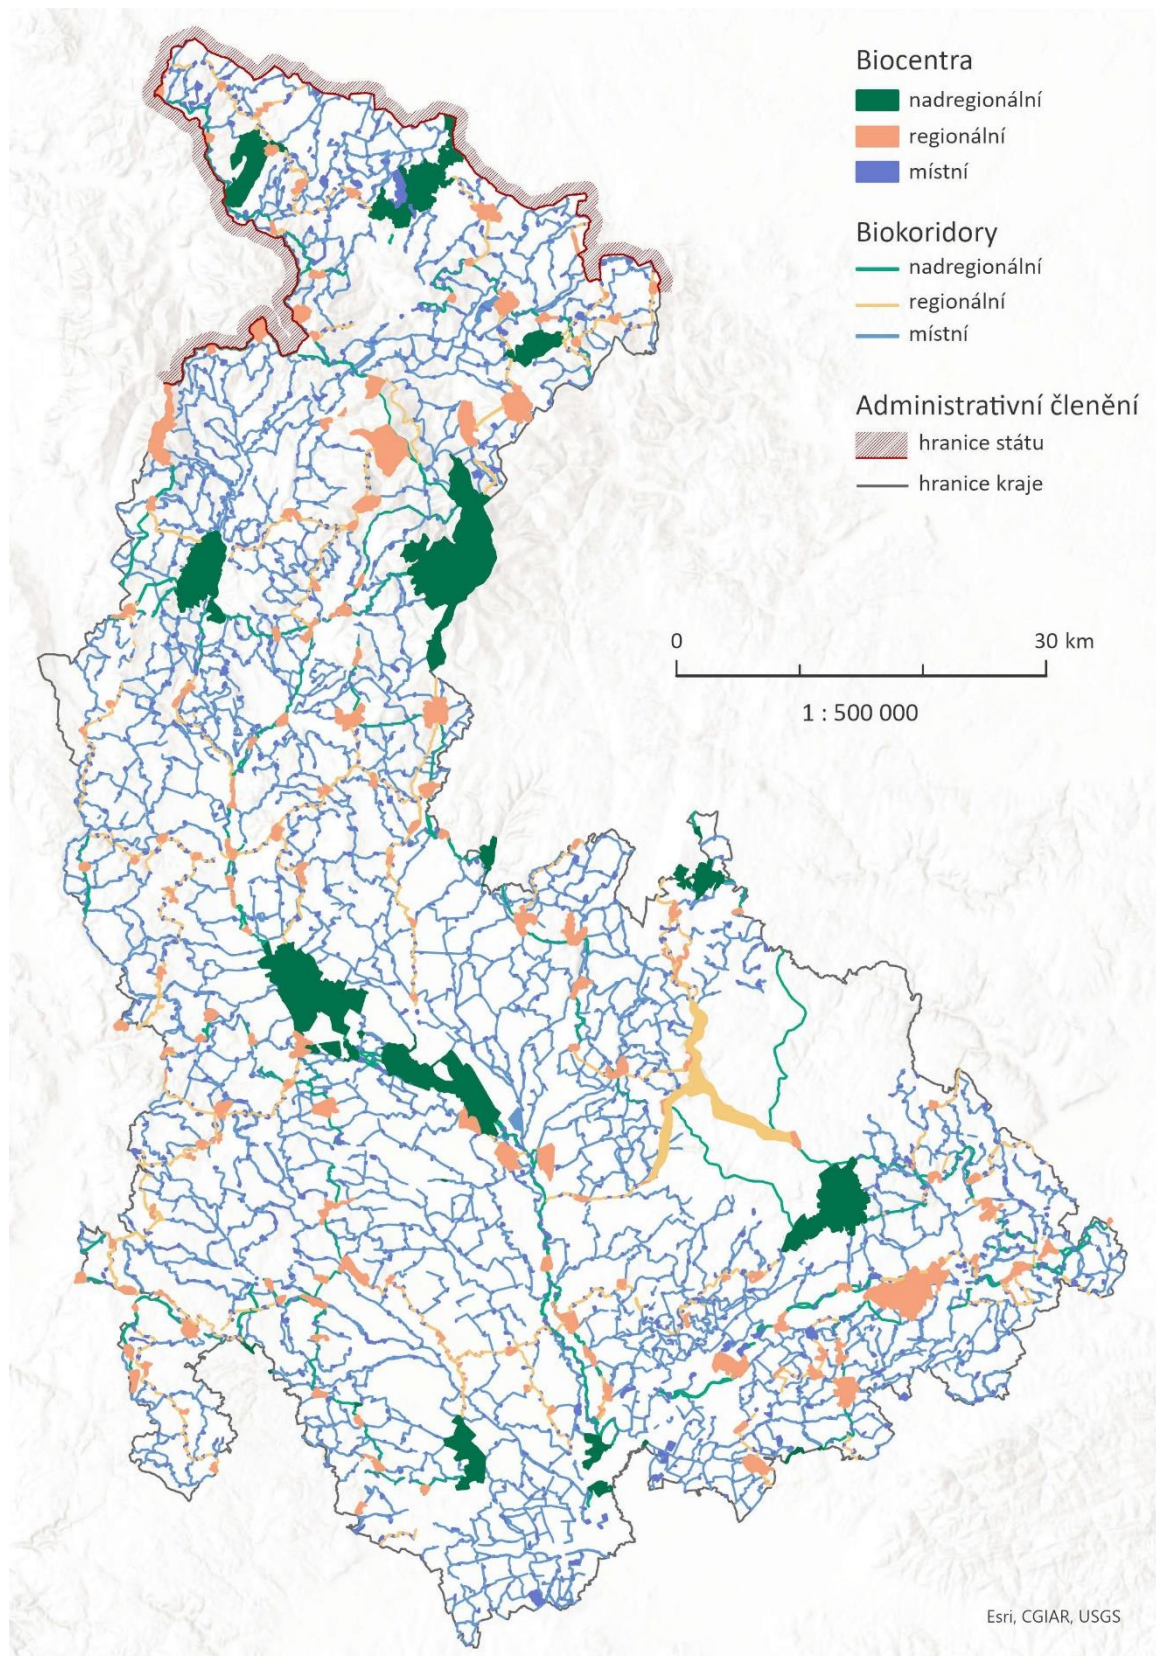 Biocentra
nadregionální
regionální
místní
Biokoridory
nadregionální
regionální
místní
Administrativní členění
hranice státu
hranice kraje
0 30 km
1 : 500 000
Esri, CGIAR, USGS